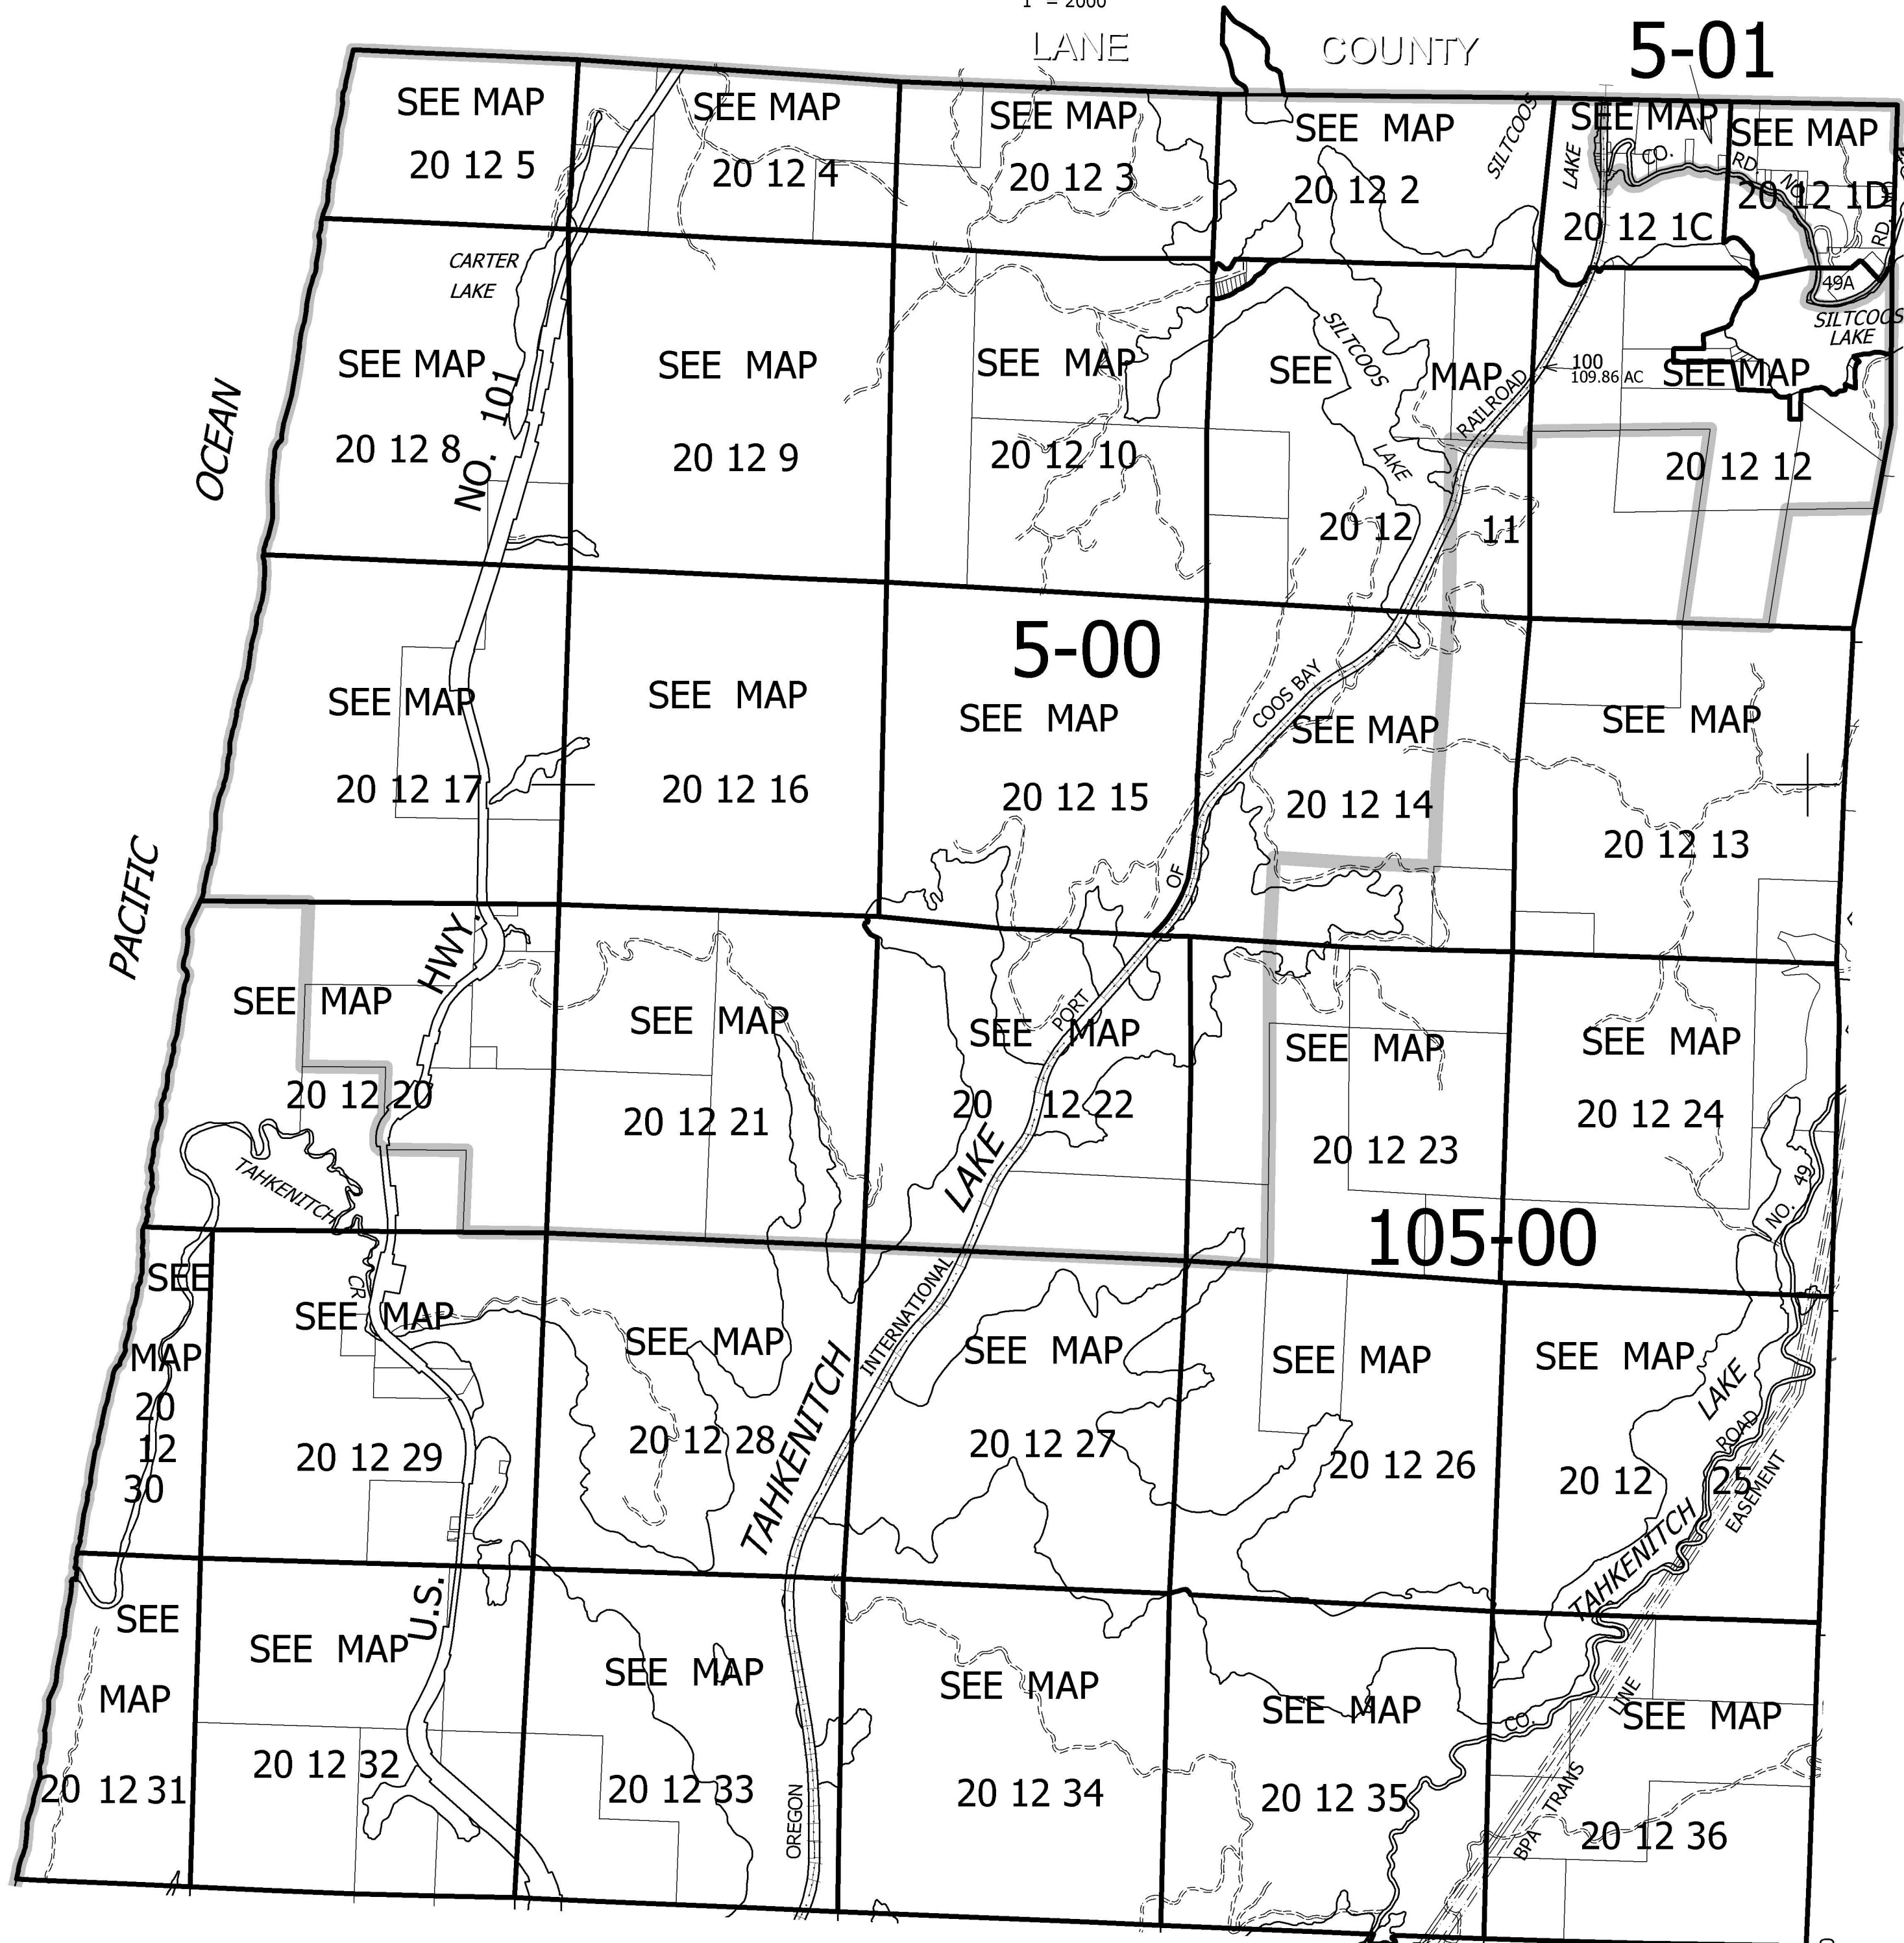 1" = 2000'
LANE COUNTY
5-01
SEE MAP
20 12 5
SEE MAP
20 12 4
SEE MAP
20 12 3
SEE MAP
20 12 2
SILTCOOS
LAKE
SEE MAP
20 12 1C
SEE MAP
20 12 1D
CO. RD. NO.
RD.
49A
SILTCOOS
LAKE
CARTER
LAKE
SEE MAP
20 12 8
NO. 101
SEE MAP
20 12 9
SEE MAP
20 12 10
SEE MAP
20 12 11
SILTCOOS
LAKE
RAILROAD
100
109.86 AC
SEE MAP
20 12 12
OCEAN
PACIFIC
5-00
SEE MAP
20 12 17
SEE MAP
20 12 16
SEE MAP
20 12 15
COOS BAY
SEE MAP
20 12 14
SEE MAP
20 12 13
OF
HWY.
SEE MAP
20 12 20
SEE MAP
20 12 21
PORT
SEE MAP
20 12 22
SEE MAP
20 12 23
SEE MAP
20 12 24
TAHKENITCH
CR
LAKE
105-00
NO. 49
SEE
MAP
20
12
30
SEE MAP
20 12 29
SEE MAP
20 12 28
TAHKENITCH
INTERNATIONAL
SEE MAP
20 12 27
SEE MAP
20 12 26
SEE MAP
20 12 25
LAKE
ROAD
EASEMENT
TAHKENITCH
SEE
MAP
20 12 31
U.S.
SEE MAP
20 12 32
SEE MAP
20 12 33
OREGON
SEE MAP
20 12 34
SEE MAP
20 12 35
CO.
LINE
SEE MAP
20 12 36
BPA TRANS